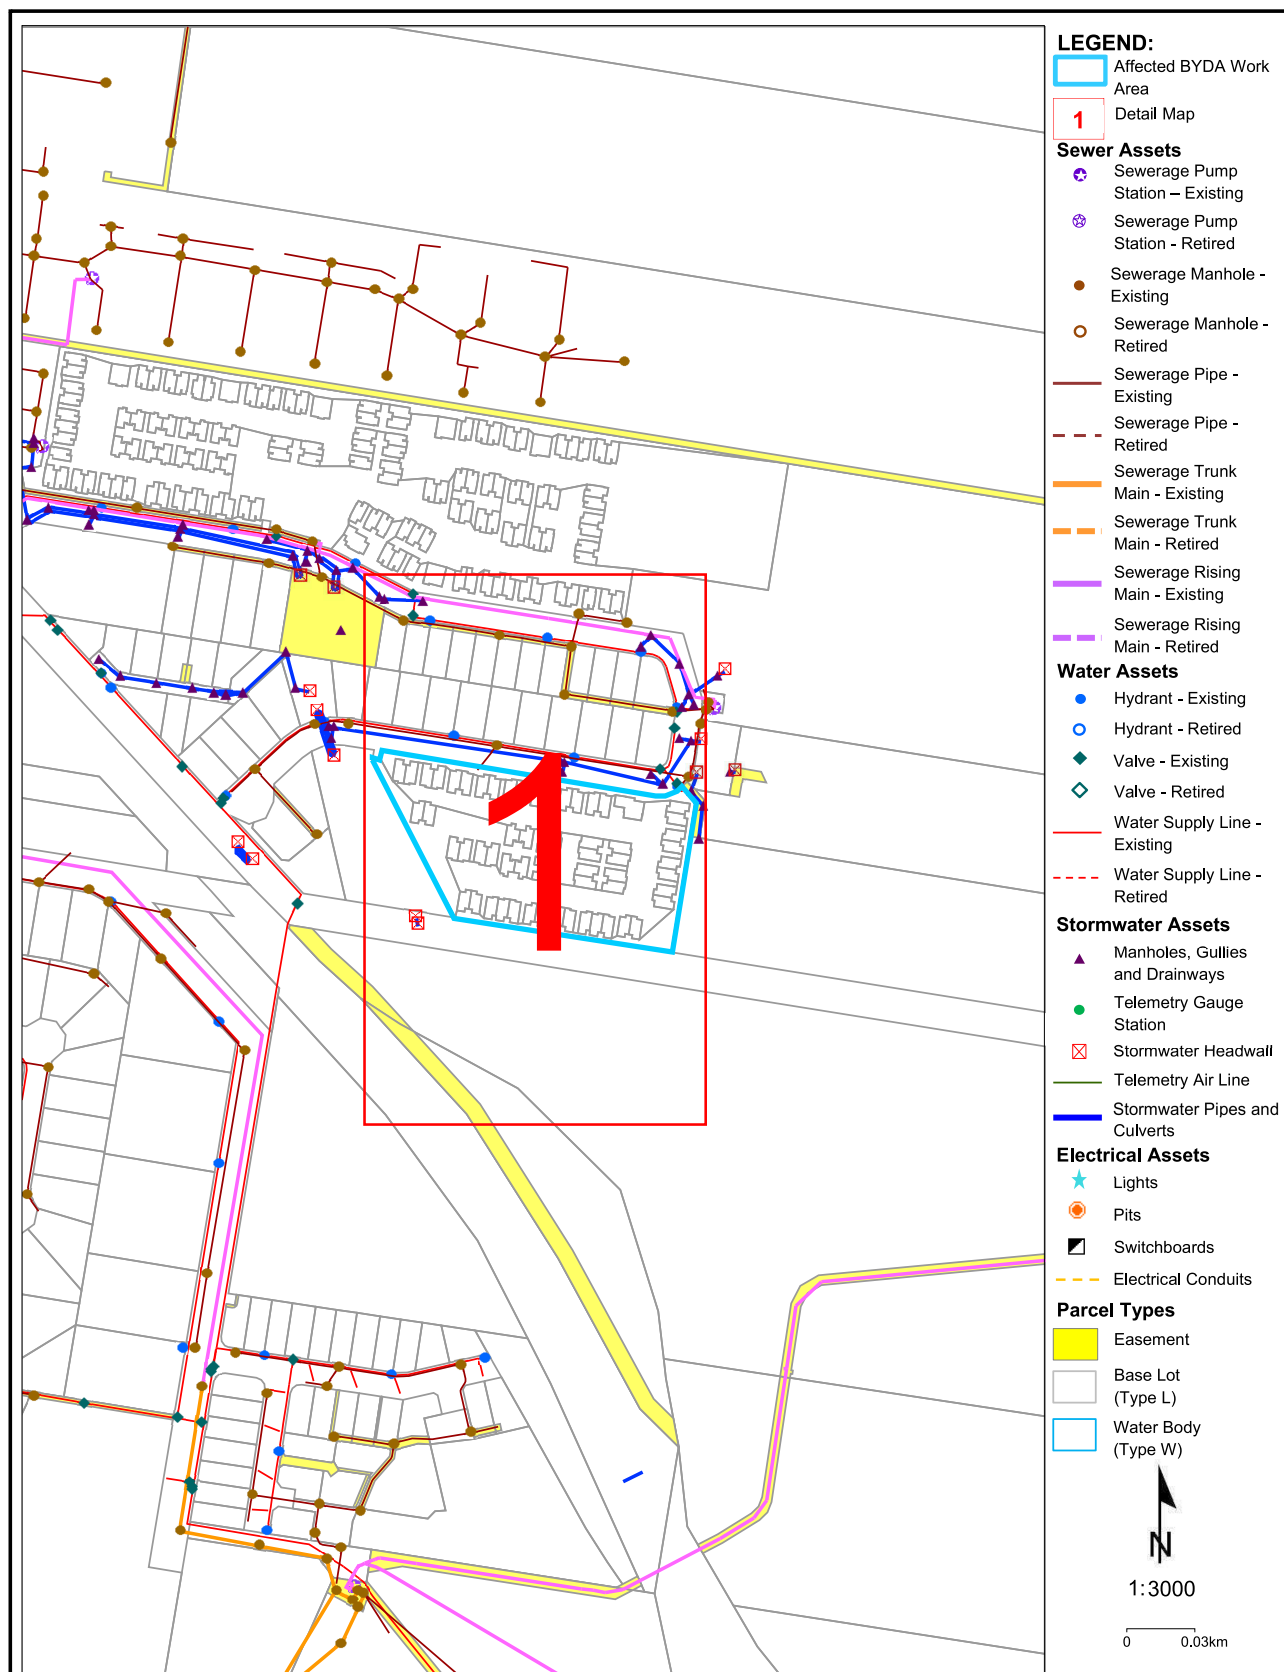 LEGEND:
Affected BYDA Work
Area
1
Detail Map
Sewer Assets
Sewerage Pump
Station – Existing
Sewerage Pump
Station - Retired
Sewerage Manhole -
Existing
Sewerage Manhole -
Retired
Sewerage Pipe -
Existing
Sewerage Pipe -
Retired
Sewerage Trunk
Main - Existing
Sewerage Trunk
Main - Retired
Sewerage Rising
Main - Existing
Sewerage Rising
Main - Retired
Water Assets
Hydrant - Existing
Hydrant - Retired
Valve - Existing
Valve - Retired
Water Supply Line -
Existing
Water Supply Line -
Retired
Stormwater Assets
Manholes, Gullies
and Drainways
Telemetry Gauge
Station
Stormwater Headwall
Telemetry Air Line
Stormwater Pipes and
Culverts
Electrical Assets
Lights
Pits
Switchboards
Electrical Conduits
Parcel Types
Easement
Base Lot
(Type L)
Water Body
(Type W)
N
1:3000
0 0.03km
1